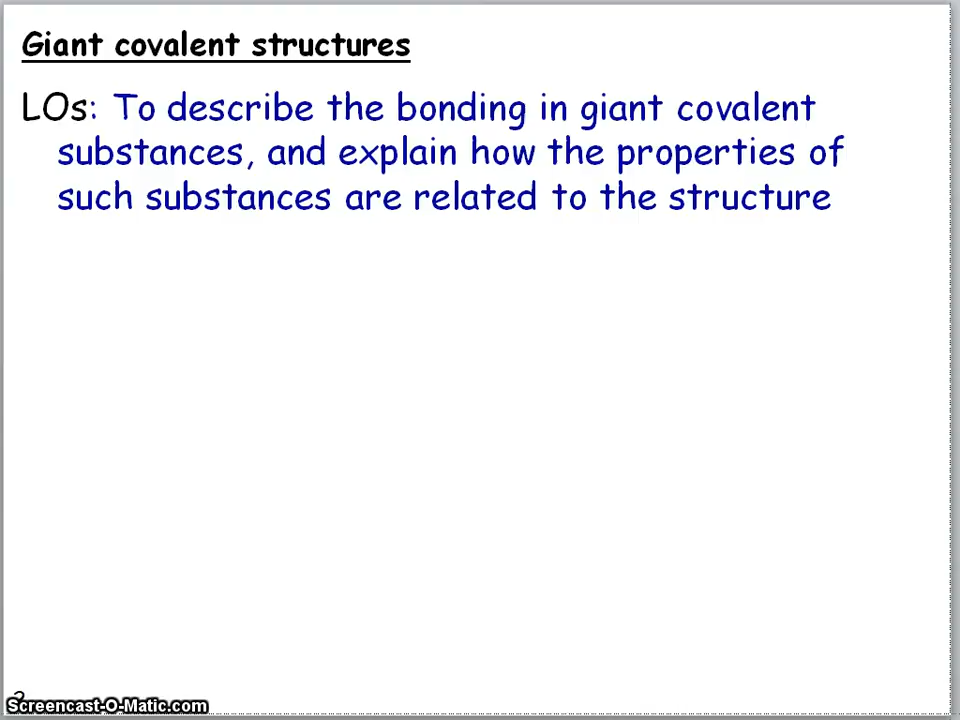 Giant covalent structures
LOs: To describe the bonding in giant covalent
substances, and explain how the properties of
such substances are related to the structure
Screencast-O-Matic.com